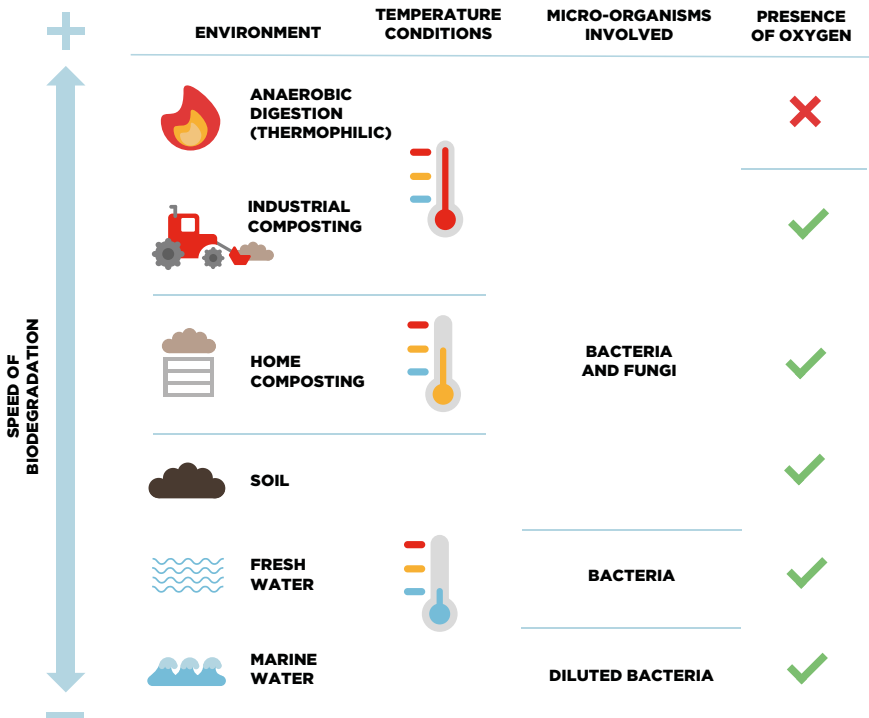 ENVIRONMENT
TEMPERATURE
CONDITIONS
MICRO-ORGANISMS
INVOLVED
PRESENCE
OF OXYGEN
SPEED OF
BIODEGRADATION
ANAEROBIC
DIGESTION
(THERMOPHILIC)
INDUSTRIAL
COMPOSTING
HOME
COMPOSTING
BACTERIA
AND FUNGI
SOIL
FRESH
WATER
BACTERIA
MARINE
WATER
DILUTED BACTERIA